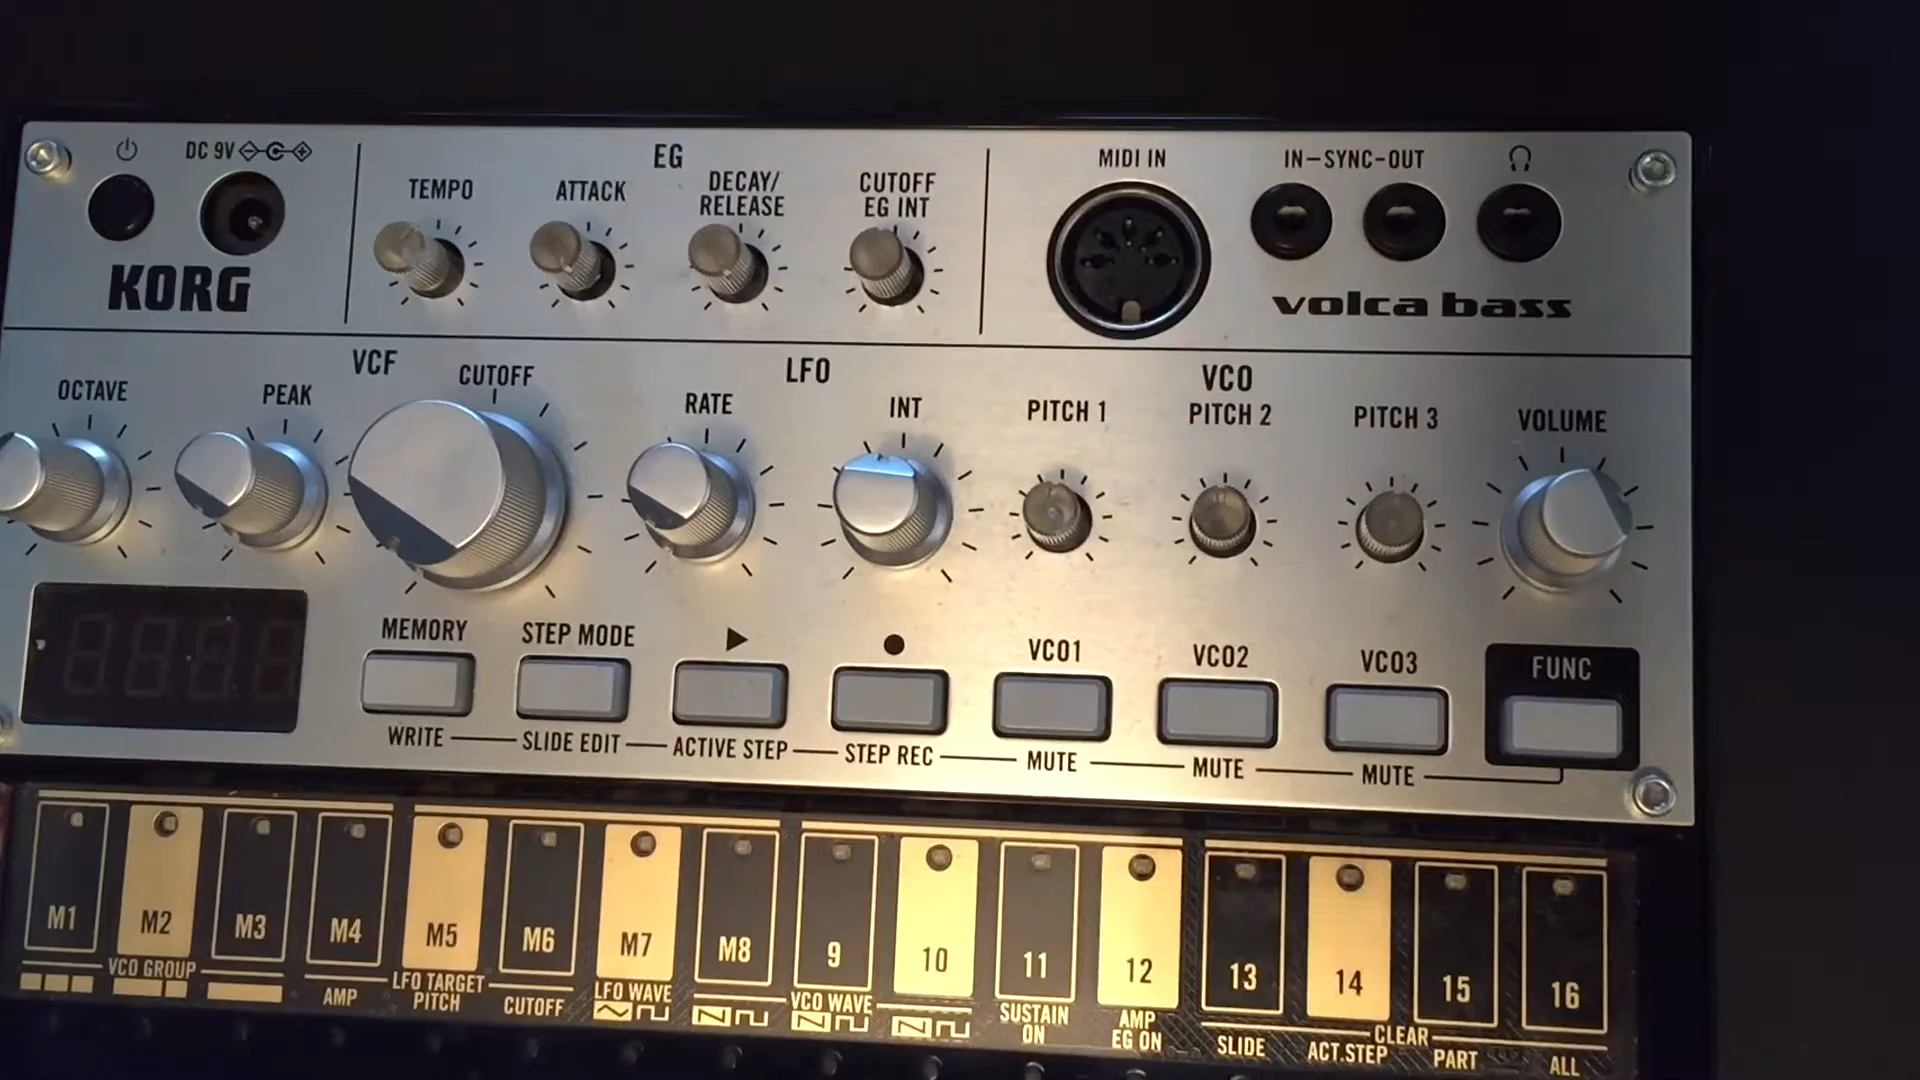 DC 9V
KORG
EG
TEMPO
ATTACK
DECAY/
RELEASE
CUTOFF
EG INT
MIDI IN
IN-SYNC-OUT
volca bass
VCF
LFO
VCO
OCTAVE
PEAK
CUTOFF
RATE
INT
PITCH 1
PITCH 2
PITCH 3
VOLUME
MEMORY
STEP MODE
VCO1
VCO2
VCO3
FUNC
WRITE
SLIDE EDIT
ACTIVE STEP
STEP REC
MUTE
MUTE
MUTE
M1
M2
M3
M4
M5
M6
M7
M8
9
10
11
12
13
14
15
16
VCO GROUP
AMP
LFO TARGET
PITCH
CUTOFF
LFO WAVE
VCO WAVE
SUSTAIN
ON
AMP
EG ON
SLIDE
CLEAR
ACT.STEP
PART
ALL